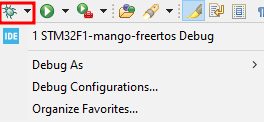 IDE 1 STM32F1-mango-freertos Debug
Debug As
Debug Configurations...
Organize Favorites...